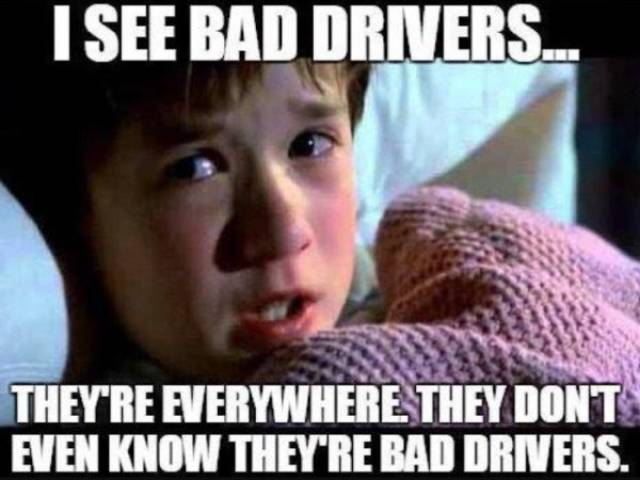 I SEE BAD DRIVERS...
THEY'RE EVERYWHERE. THEY DON'T
EVEN KNOW THEY'RE BAD DRIVERS.